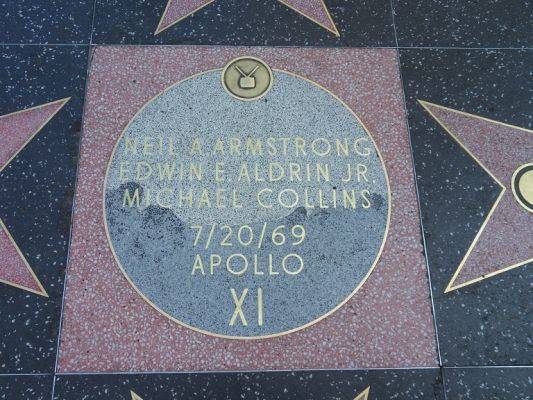 NEIL A. ARMSTRONG
EDWIN E. ALDRIN JR.
MICHAEL COLLINS
7/20/69
APOLLO
XI